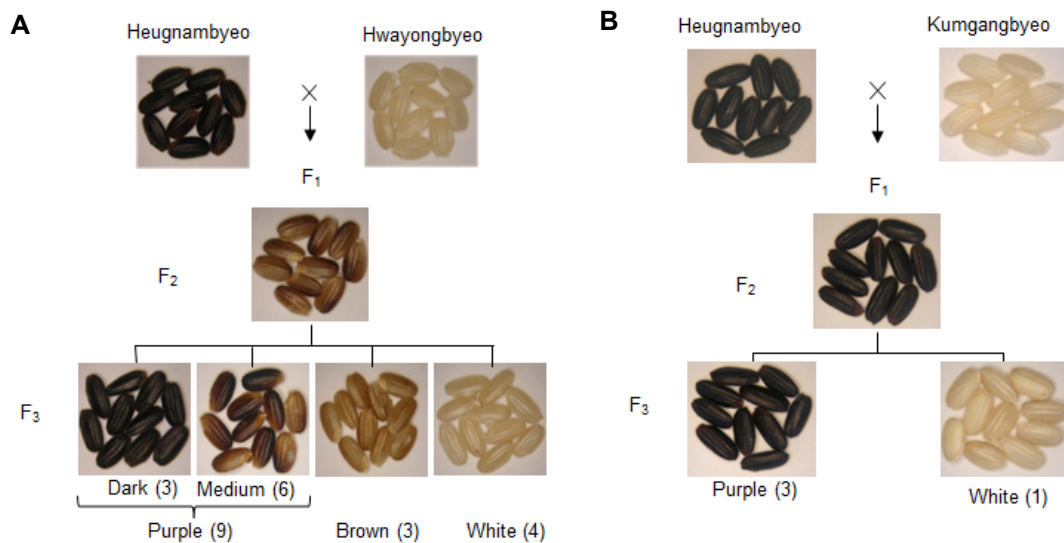 A
Heugnambyeo
Hwayongbyeo
×
F1
F2
F3
Dark (3)
Medium (6)
Purple (9)
Brown (3)
White (4)
B
Heugnambyeo
Kumgangbyeo
×
F1
F2
F3
Purple (3)
White (1)